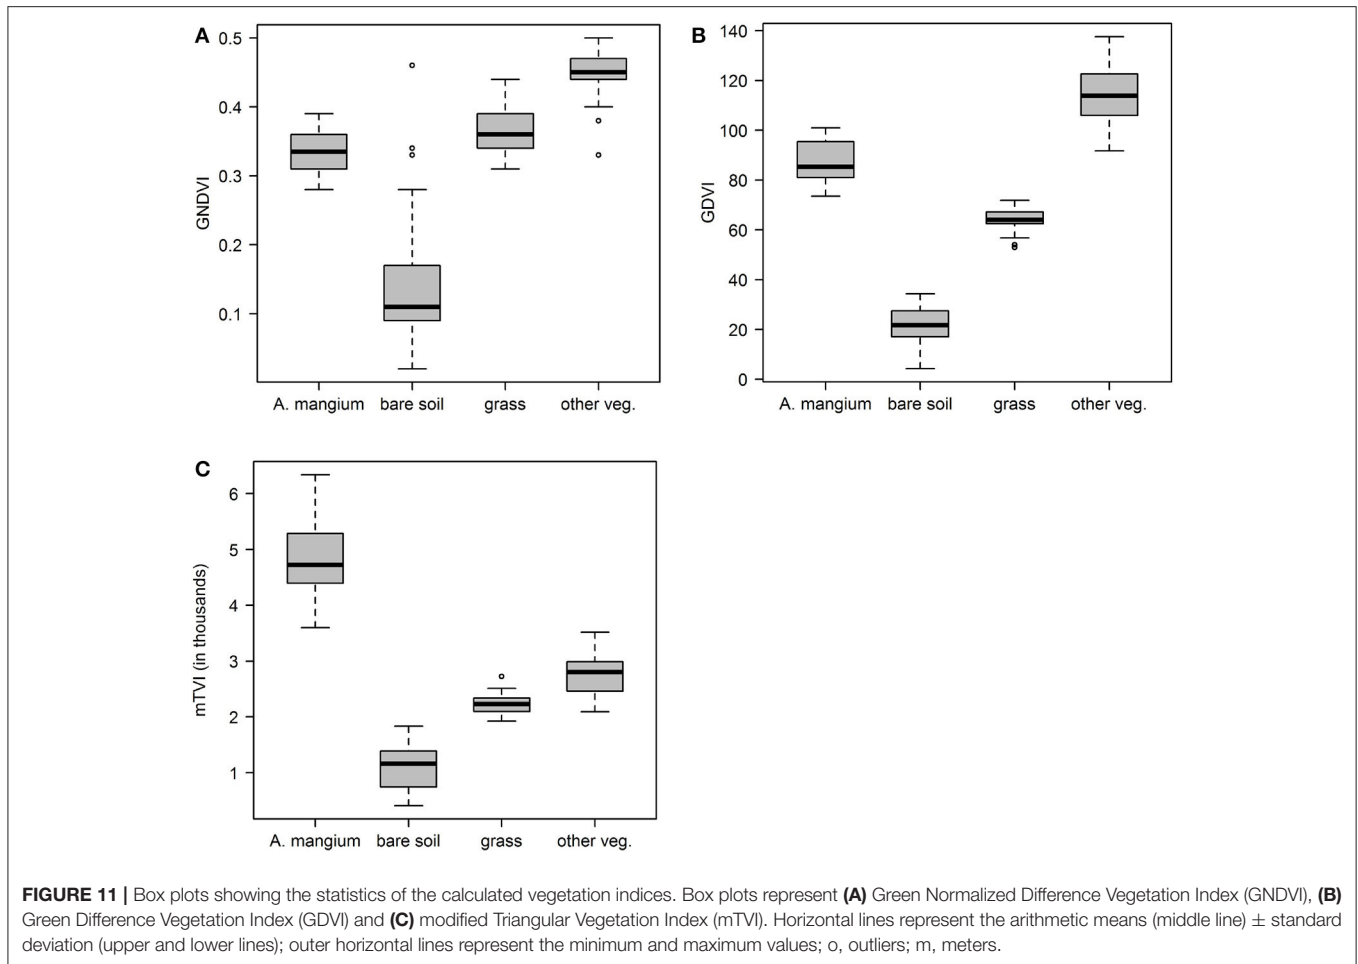 A
GNDVI
0.5
0.4
0.3
0.2
0.1
A. mangium bare soil grass other veg.
B
GDVI
140
120
100
80
60
40
20
0
A. mangium bare soil grass other veg.
C
mTVI (in thousands)
6
5
4
3
2
1
A. mangium bare soil grass other veg.
FIGURE 11 | Box plots showing the statistics of the calculated vegetation indices. Box plots represent (A) Green Normalized Difference Vegetation Index (GNDVI), (B)
Green Difference Vegetation Index (GDVI) and (C) modified Triangular Vegetation Index (mTVI). Horizontal lines represent the arithmetic means (middle line) ± standard
deviation (upper and lower lines); outer horizontal lines represent the minimum and maximum values; o, outliers; m, meters.